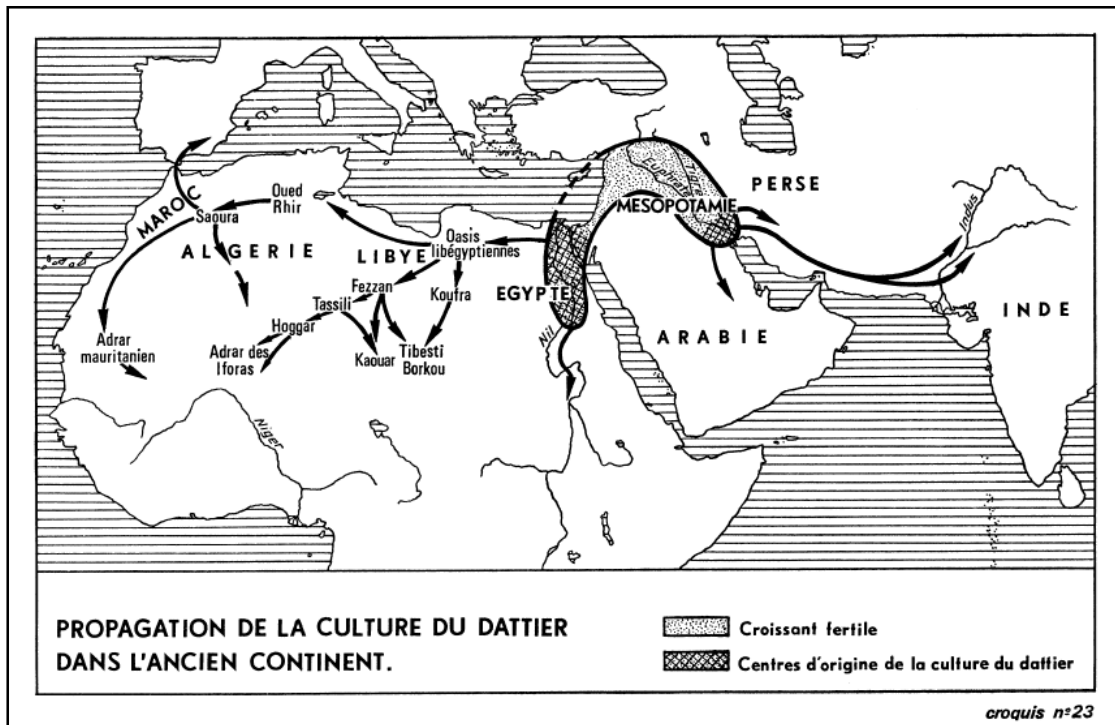 Indus
PERSE
Tigre
Euphrate
MESOPOTAMIE
MAROC
Oued
Rhir
Saoura
ALGERIE
LIBYE
Oasis
libégyptiennes
Fezzan
Koufra
EGYPTE
Tassili
Hoggar
Nil
ARABIE
INDE
Adrar
mauritanien
Adrar des
Iforas
Kaouar
Tibesti
Borkou
Niger
PROPAGATION DE LA CULTURE DU DATTIER
DANS L'ANCIEN CONTINENT.
Croissant fertile
Centres d'origine de la culture du dattier
croquis nº23